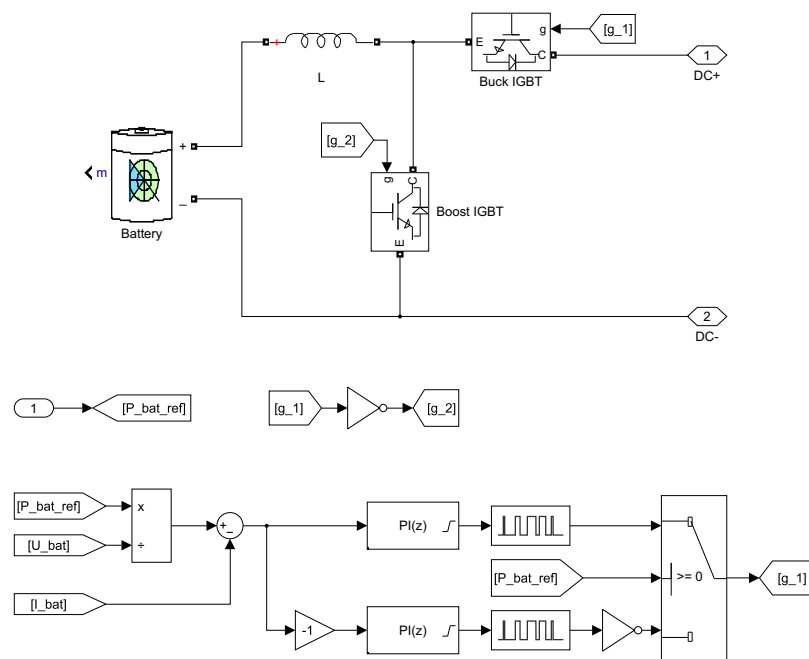 g
[g_1]
E
C
1
Buck IGBT
DC+
L
[g_2]
+
m
g
C
_
Boost IGBT
Battery
E
2
DC-
1
[P_bat_ref]
[g_1]
[g_2]
[P_bat_ref]
x
+
_
PI(z)
[U_bat]
÷
[P_bat_ref]
>= 0
[g_1]
[I_bat]
-1
PI(z)